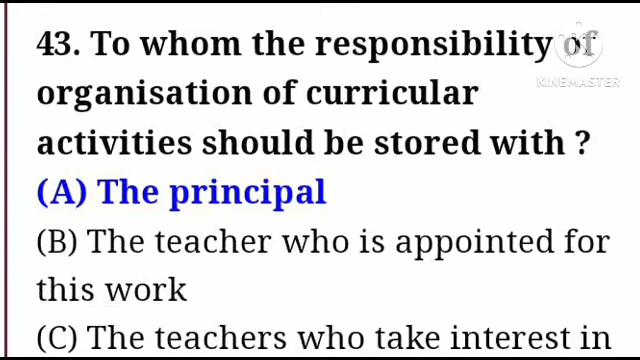 43. To whom the responsibility of
organisation of curricular
activities should be stored with ?
(A) The principal
(B) The teacher who is appointed for
this work
(C) The teachers who take interest in
KINEMASTER